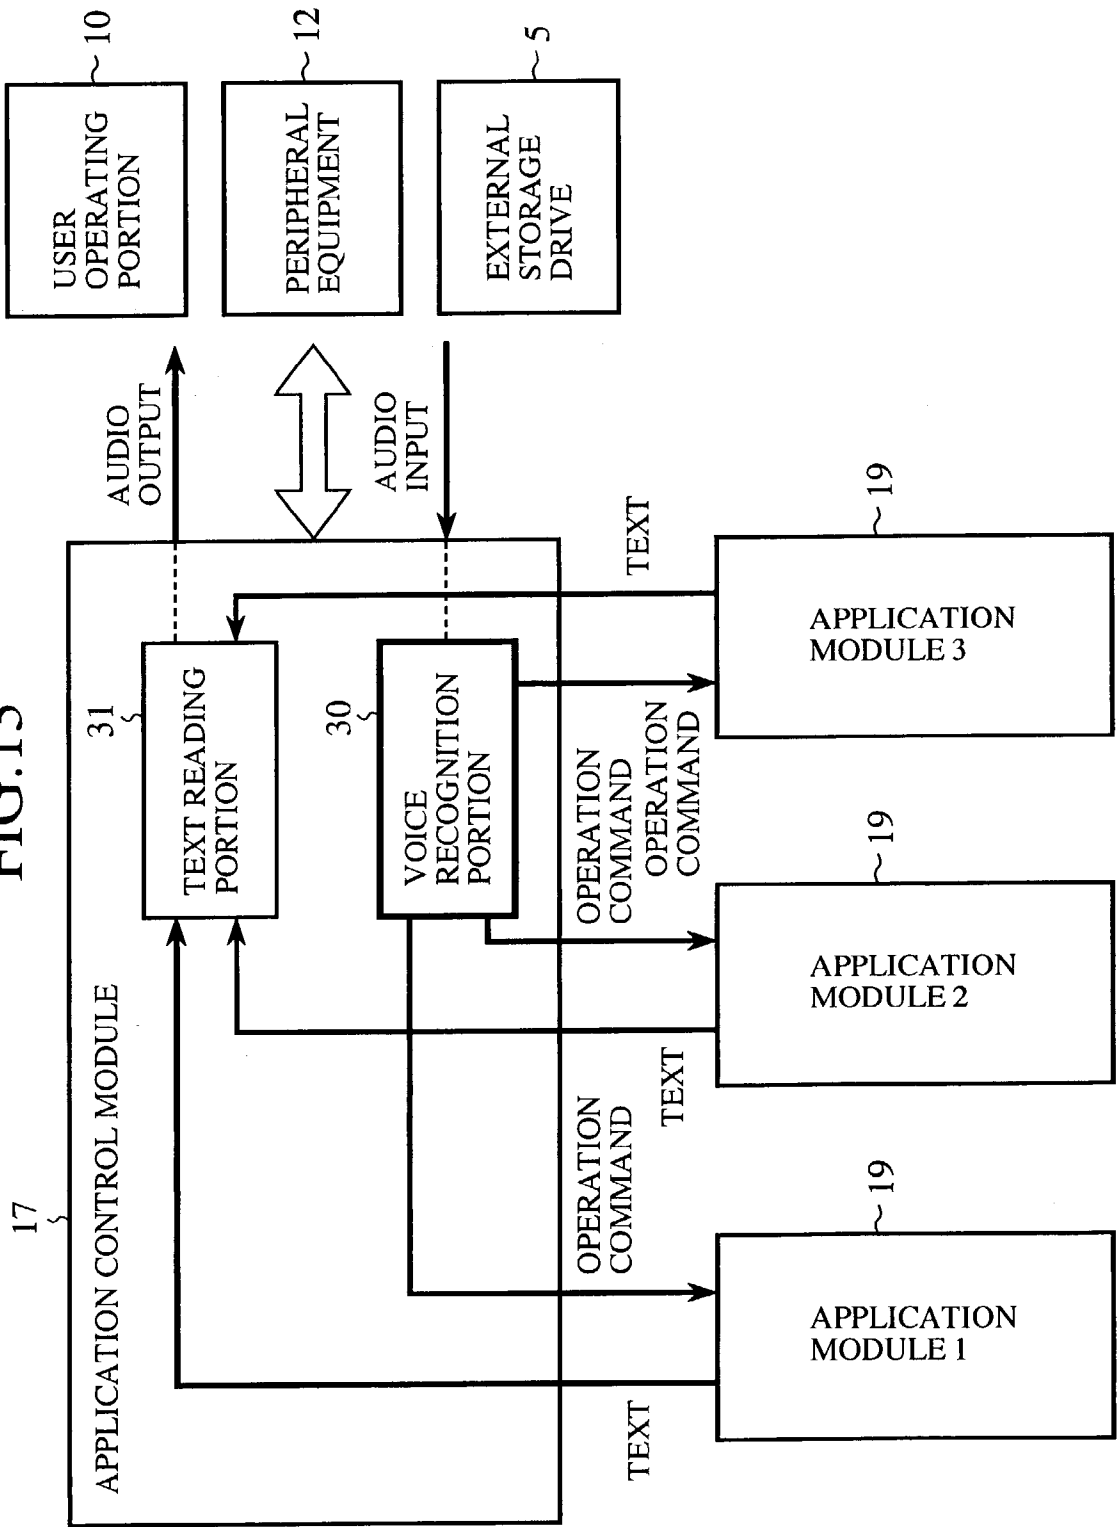 17
APPLICATION CONTROL MODULE
31
TEXT READING
PORTION
30
VOICE
RECOGNITION
PORTION
AUDIO
OUTPUT
AUDIO
INPUT
10
USER
OPERATING
PORTION
12
PERIPHERAL
EQUIPMENT
5
EXTERNAL
STORAGE
DRIVE
TEXT
OPERATION
COMMAND
TEXT
OPERATION
COMMAND
OPERATION
COMMAND
TEXT
19
APPLICATION
MODULE 1
19
APPLICATION
MODULE 2
19
APPLICATION
MODULE 3